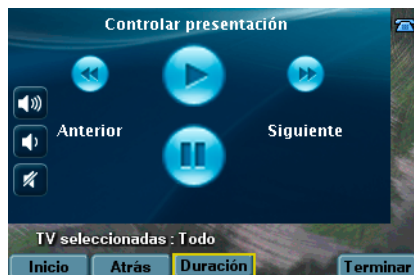 Controlar presentación
Anterior
Siguiente
TV seleccionadas : Todo
Inicio
Atrás
Duración
Terminar